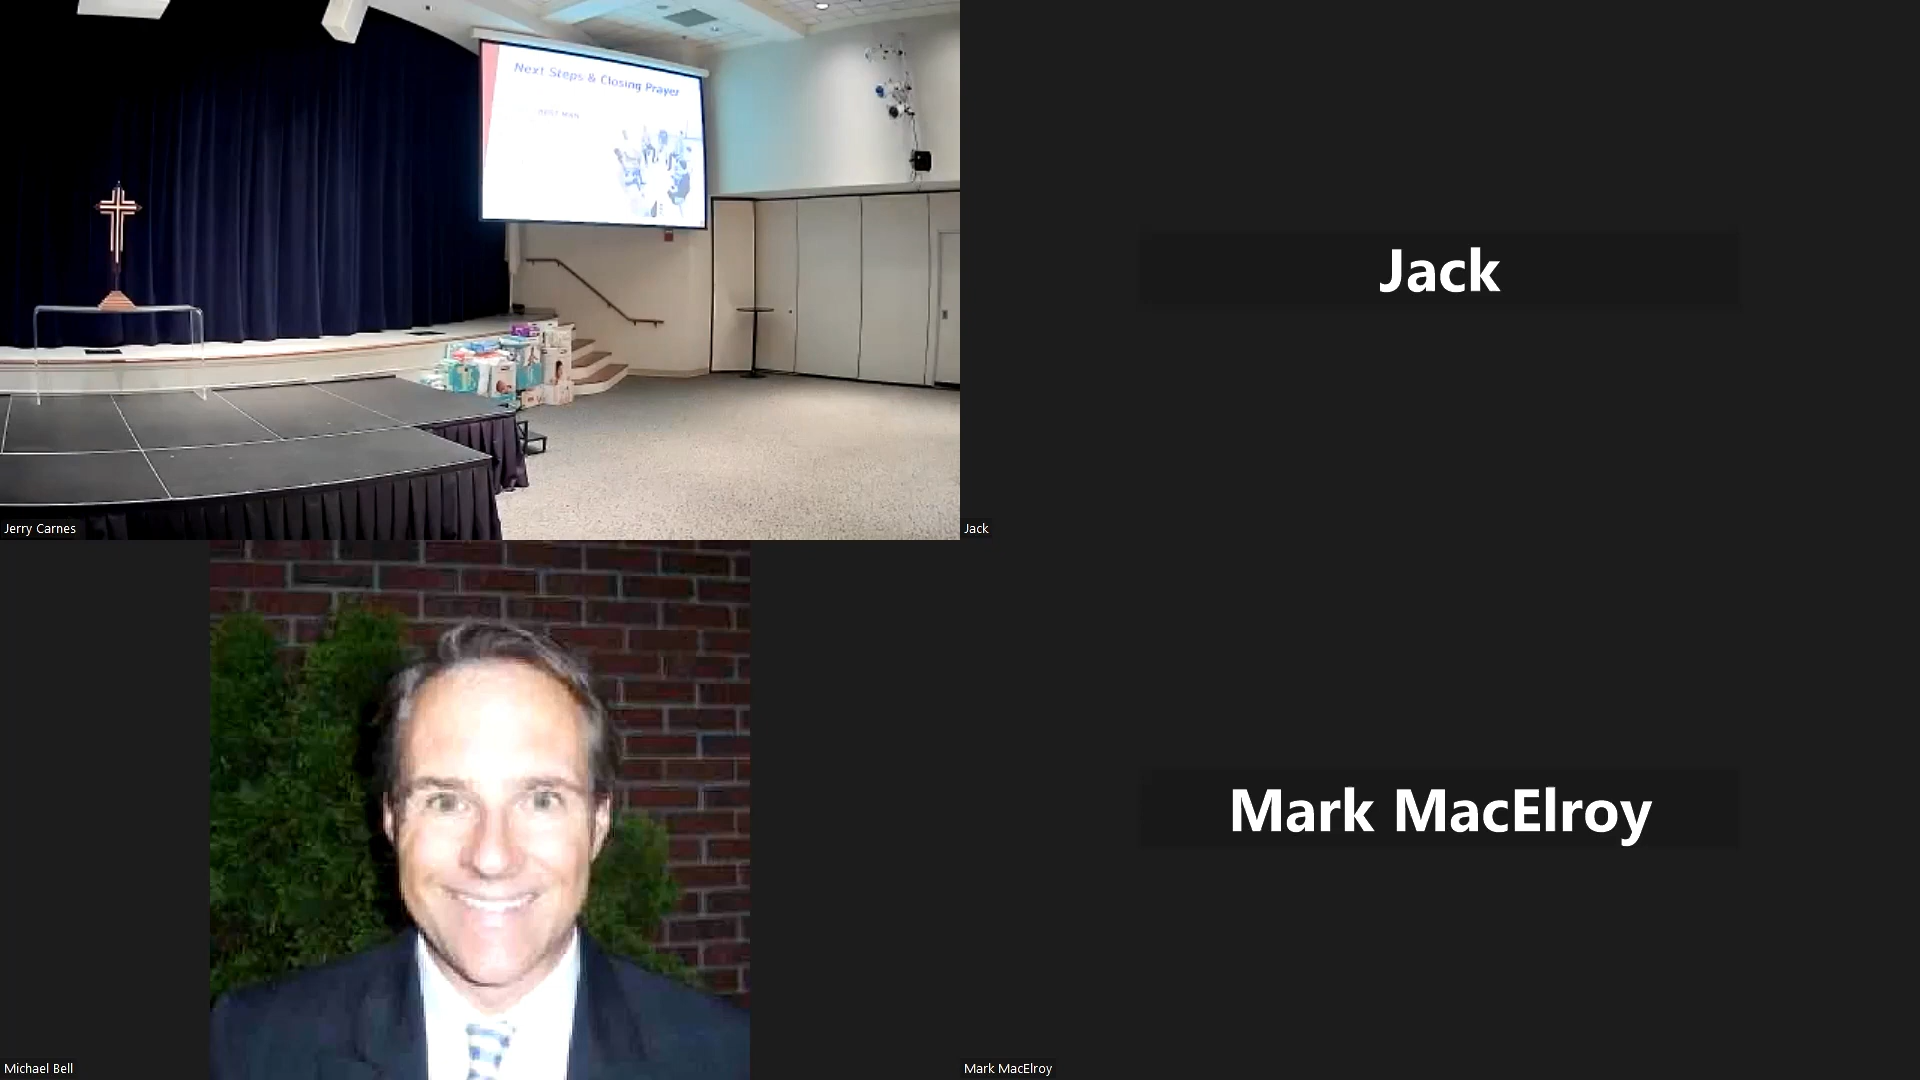 Next Steps & Closing Prayer
Jerry Carnes
Jack
Jack
Michael Bell
Mark MacElroy
Mark MacElroy